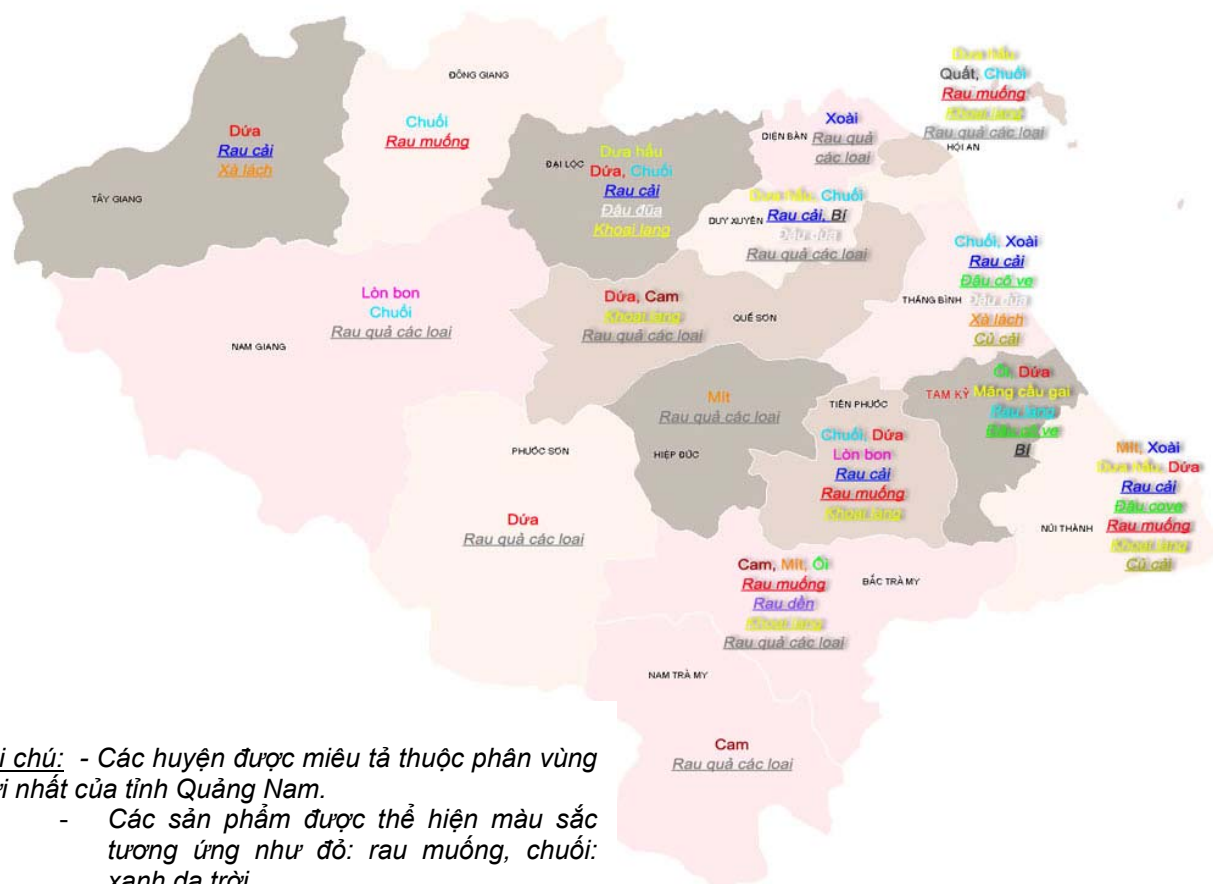 ĐÔNG GIANG
Chuối
Rau muống
Dứa
Rau cải
Xà lách
TÂY GIANG
Dưa hấu
Quất, Chuối
Rau muống
Khoai lang
Rau quả các loại
HỘI AN
Xoài
ĐIỆN BÀN Rau quả
các loại
Dưa hấu
ĐẠI LỘC
Dứa, Chuối
Rau cải
Đậu đũa
Khoai lang
Dưa hấu, Chuối
DUY XUYÊN Rau cải, Bí
Đậu đũa
Rau quả các loại
Chuối, Xoài
Rau cải
Đậu cô ve
THĂNG BÌNH Đậu đũa
Xà lách
Củ cải
Lòn bon
Chuối
Rau quả các loại
NAM GIANG
Dứa, Cam
Khoai lang
QUẾ SƠN
Rau quả các loại
Mít
Rau quả các loại
HIỆP ĐỨC
TIÊN PHƯỚC
Chuối, Dứa
Lòn bon
Rau cải
Rau muống
Khoai lang
Ổi, Dứa
TAM KỲ Mãng cầu gai
Rau lang
Đậu cô ve
Bí
Mít, Xoài
Dưa hấu, Dứa
Rau cải
Đậu cove
NÚI THÀNH Rau muống
Khoai lang
Củ cải
PHƯỚC SƠN
Dứa
Rau quả các loại
Cam, Mít, Ổi
BẮC TRÀ MY
Rau muống
Rau dền
Khoai lang
Rau quả các loại
NAM TRÀ MY
Cam
Rau quả các loại
i chú: - Các huyện được miêu tả thuộc phân vùng
i nhất của tỉnh Quảng Nam.
- Các sản phẩm được thể hiện màu sắc
tương ứng như đỏ: rau muống, chuối:
xanh da trời